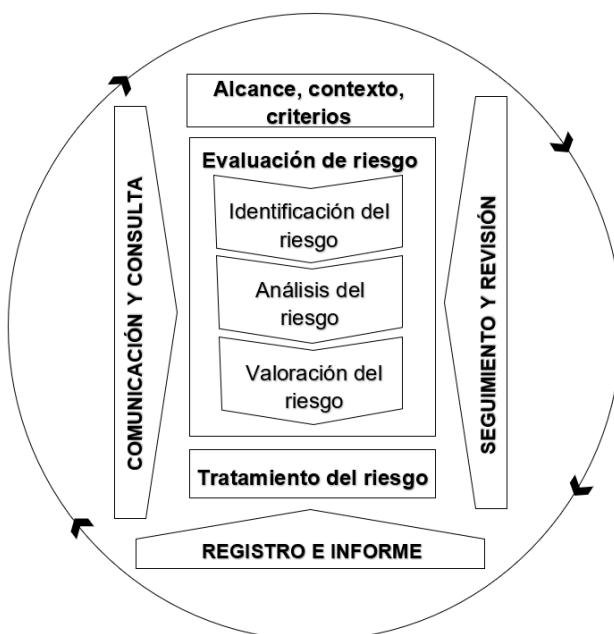 Alcance, contexto,
criterios
Evaluación de riesgo
Identificación del
riesgo
Análisis del
riesgo
Valoración del
riesgo
Tratamiento del riesgo
COMUNICACIÓN Y CONSULTA
SEGUIMIENTO Y REVISIÓN
REGISTRO E INFORME